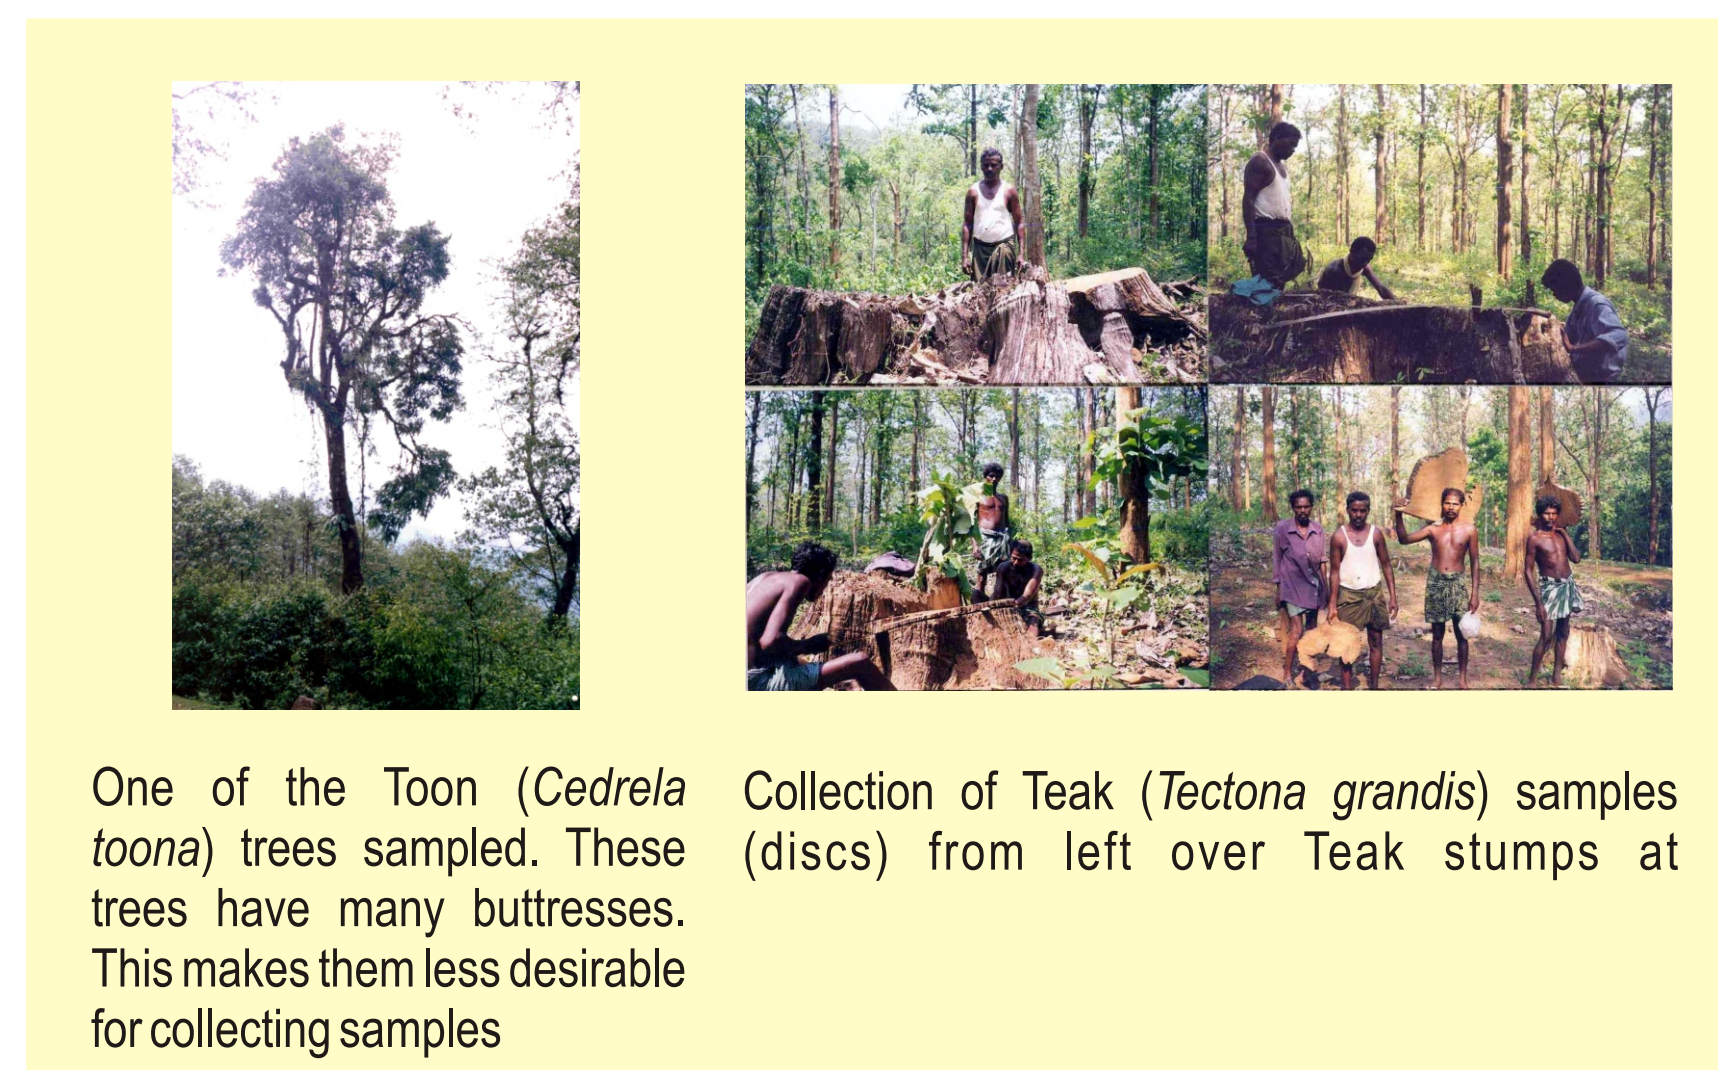 One of the Toon (Cedrela
toona) trees sampled. These
trees have many buttresses.
This makes them less desirable
for collecting samples
Collection of Teak (Tectona grandis) samples
(discs) from left over Teak stumps at